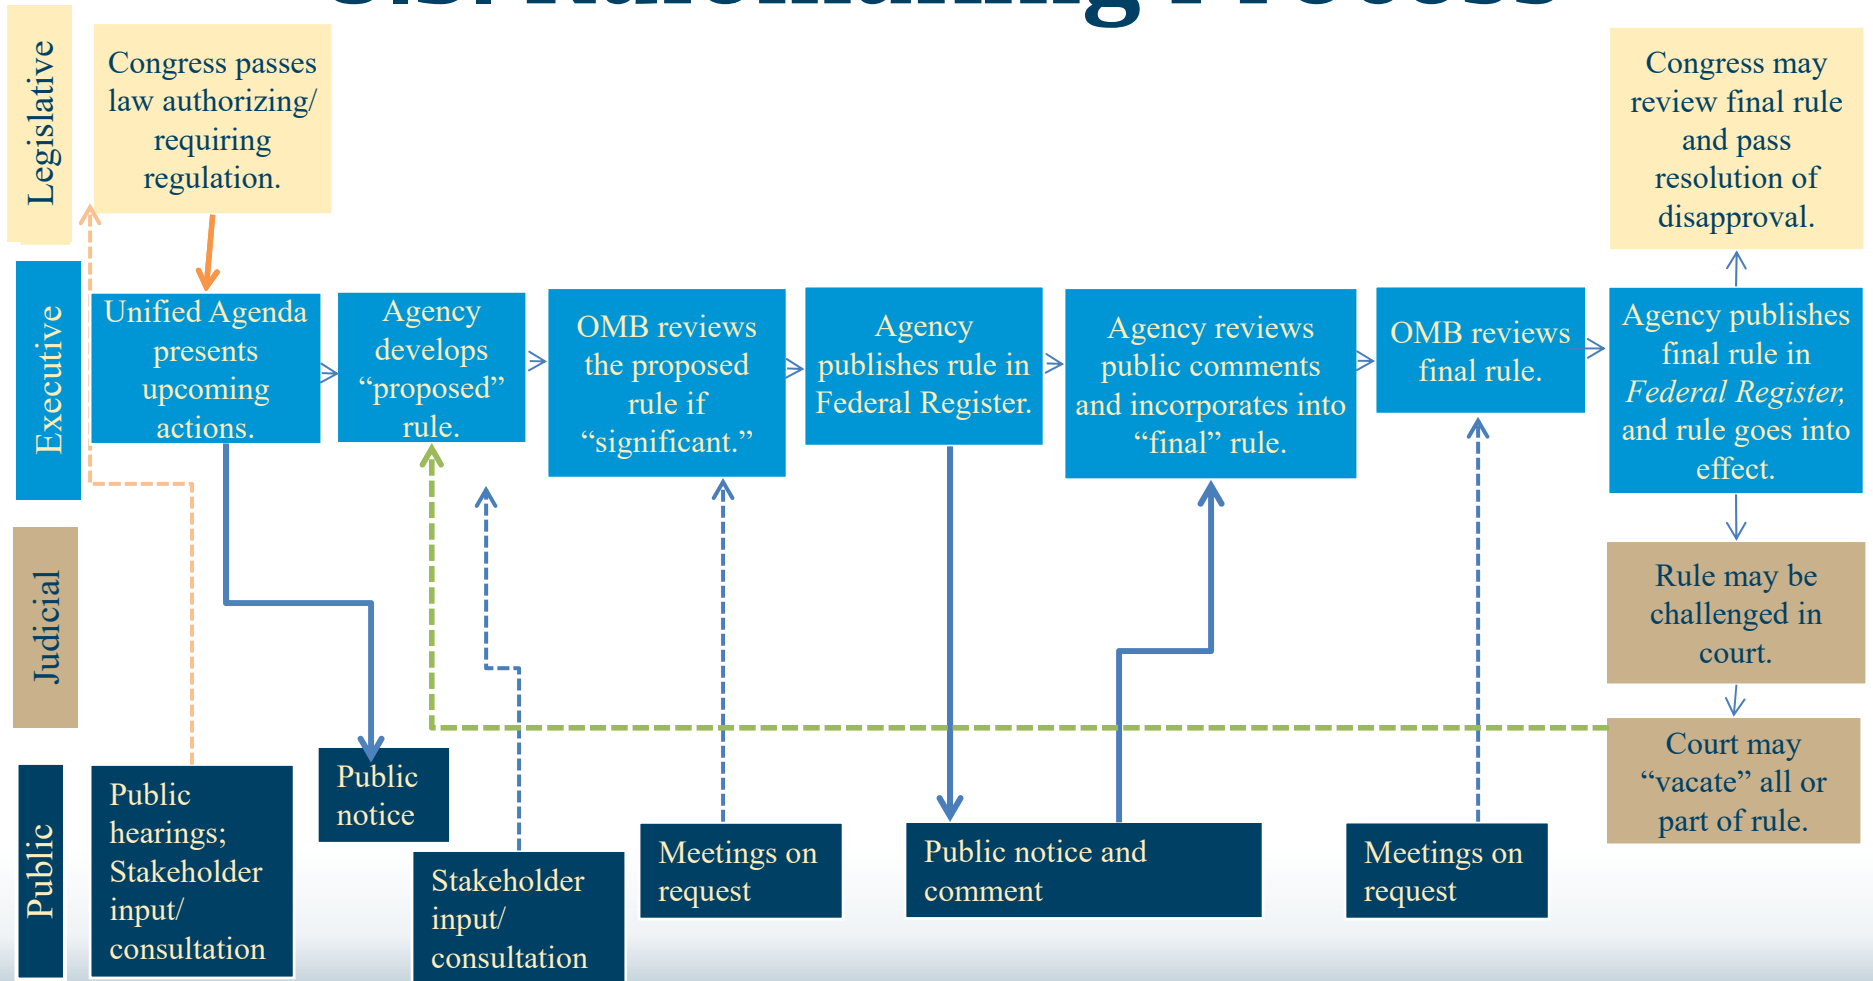 U.S. Rulemaking Process
Legislative
Congress passes
law authorizing/
requiring
regulation.
Congress may
review final rule
and pass
resolution of
disapproval.
Executive
Unified Agenda
presents
upcoming
actions.
Agency
develops
“proposed”
rule.
OMB reviews
the proposed
rule if
“significant.”
Agency
publishes rule in
Federal Register.
Agency reviews
public comments
and incorporates into
“final” rule.
OMB reviews
final rule.
Agency publishes
final rule in
Federal Register,
and rule goes into
effect.
Judicial
Rule may be
challenged in
court.
Court may
“vacate” all or
part of rule.
Public
Public
hearings;
Stakeholder
input/
consultation
Public
notice
Stakeholder
input/
consultation
Meetings on
request
Public notice and
comment
Meetings on
request